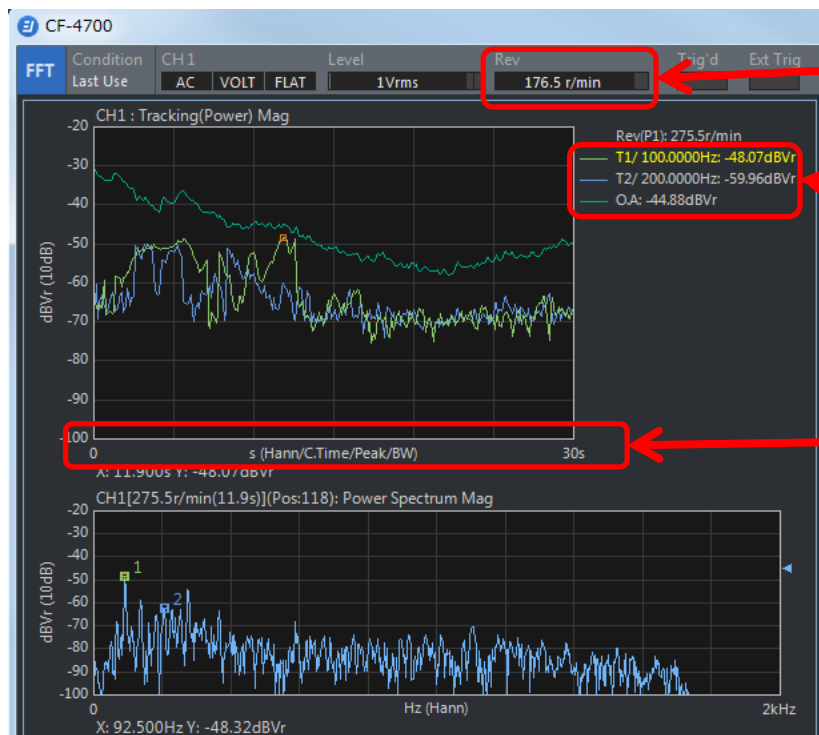 CF-4700
FFT
Condition
Last Use
CH1
AC VOLT FLAT
Level
1Vrms
Rev
176.5 r/min
Trig'd
Ext Trig
CH1 : Tracking(Power) Mag
Rev(P1): 275.5r/min
T1/ 100.0000Hz: -48.07dBVr
T2/ 200.0000Hz: -59.96dBVr
O.A: -44.88dBVr
dBVr (10dB)
-20
-30
-40
-50
-60
-70
-80
-90
-100
0 s (Hann/C.Time/Peak/BW) 30s
X: 11.900s Y: -48.07dBVr
CH1[275.5r/min(11.9s)](Pos:118): Power Spectrum Mag
dBVr (10dB)
-20
-30
-40
-50
-60
-70
-80
-90
-100
1
2
0 Hz (Hann) 2kHz
X: 92.500Hz Y: -48.32dBVr